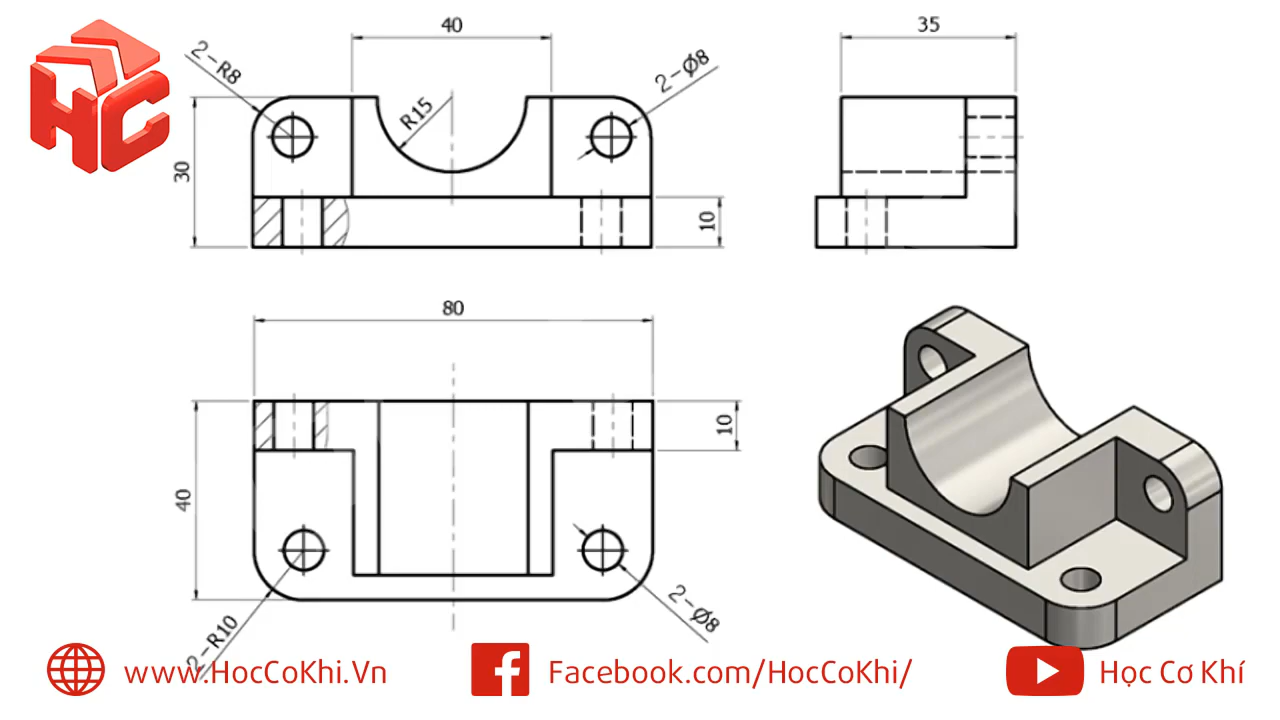 HC
40
35
2-R8
2-Ø8
R15
30
10
80
10
40
2-R10
2-Ø8
www.HocCoKhi.Vn
Facebook.com/HocCoKhi/
Học Cơ Khí